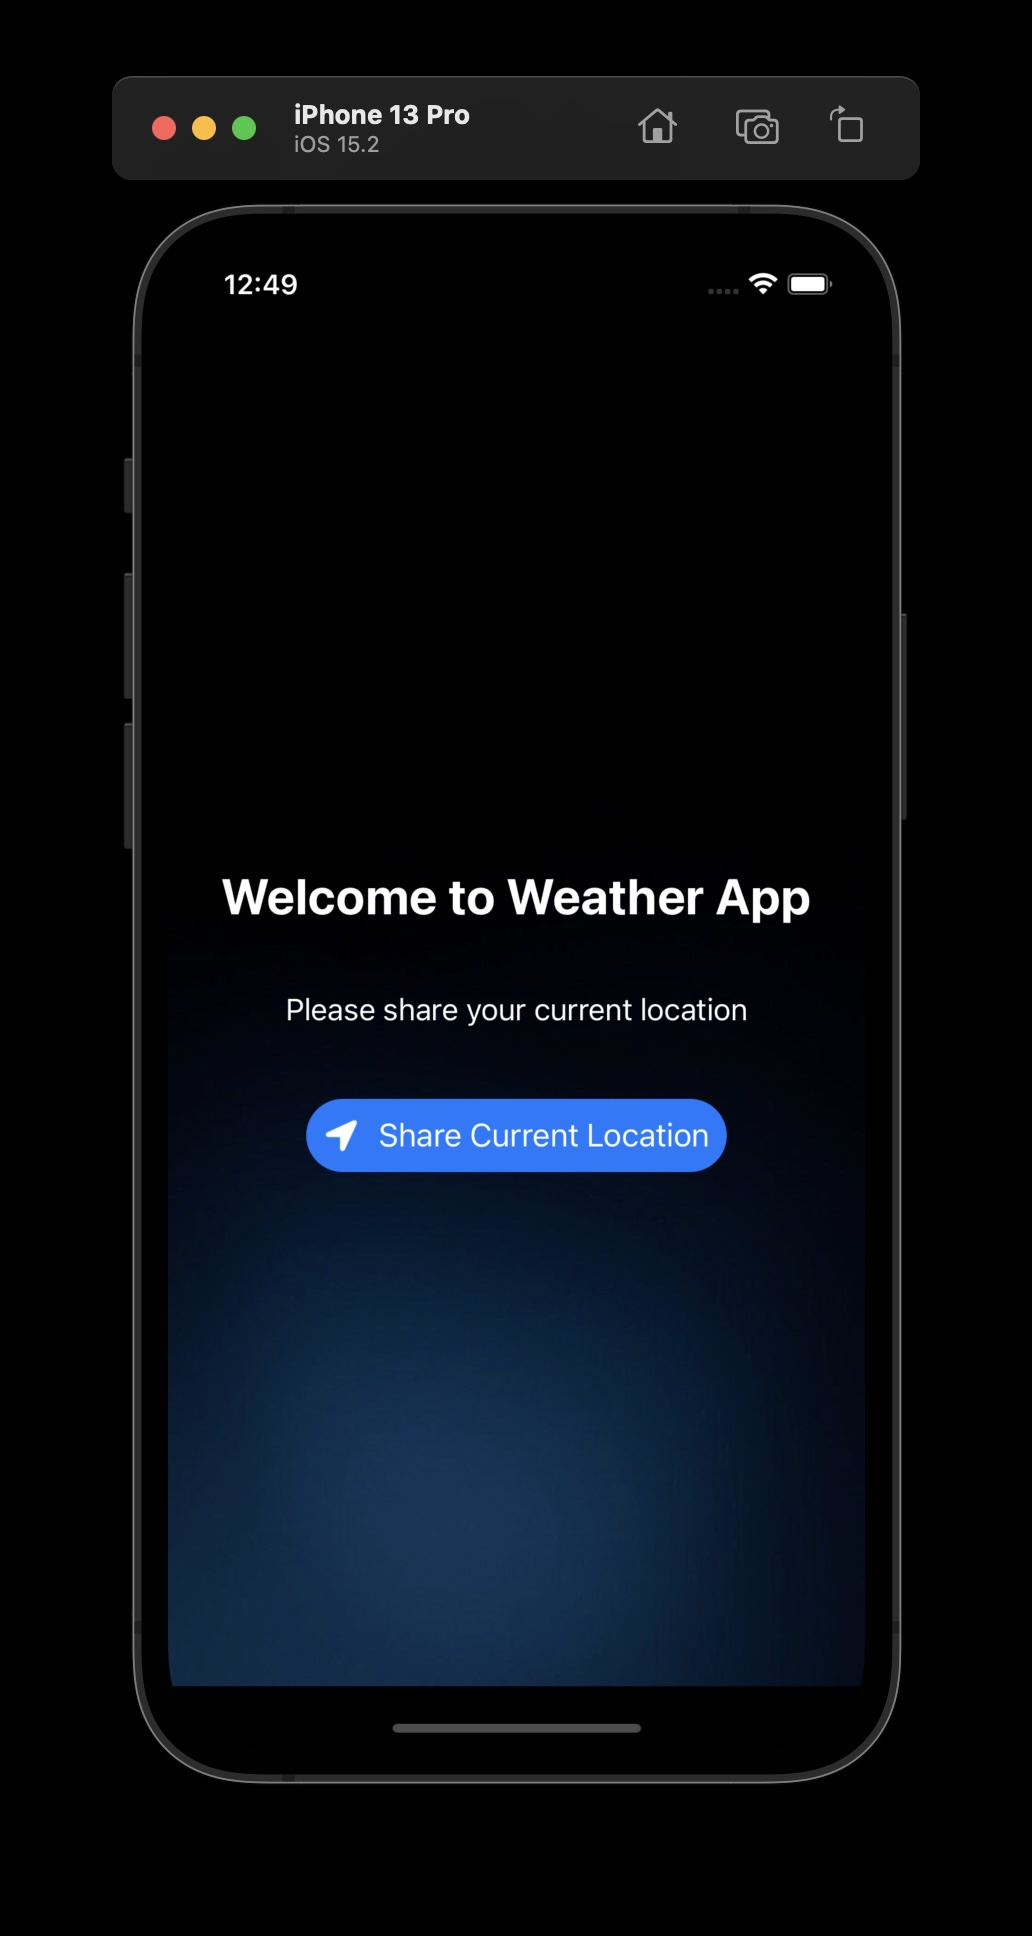 iPhone 13 Pro
iOS 15.2
12:49
Welcome to Weather App
Please share your current location
Share Current Location